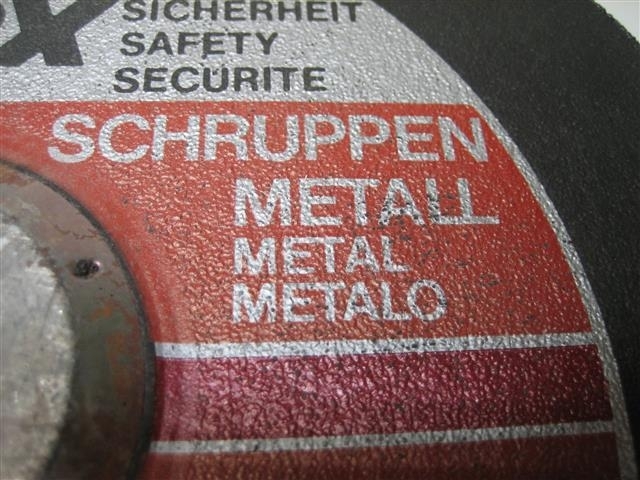 SICHERHEIT
SAFETY
SECURITE
SCHRUPPEN
METALL
METAL
METALO